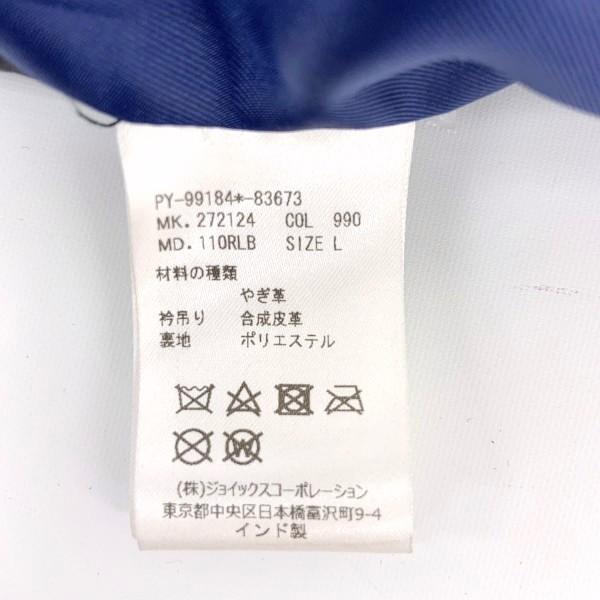 PY-99184*-83673
MK. 272124 COL 990
MD. 110RLB SIZE L
材料の種類
やぎ革
衿吊り 合成皮革
裏地 ポリエステル
W
(株)ジョイックスコーポレーション
東京都中央区日本橋富沢町9-4
インド製